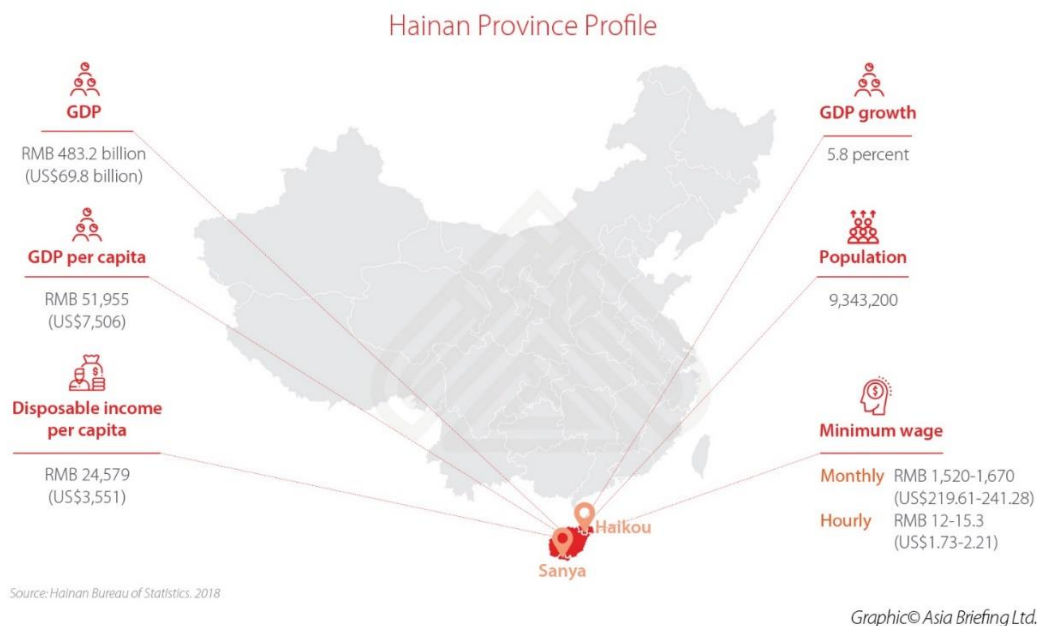 Hainan Province Profile
GDP
RMB 483.2 billion
(US$69.8 billion)
GDP per capita
RMB 51,955
(US$7,506)
Disposable income
per capita
RMB 24,579
(US$3,551)
GDP growth
5.8 percent
Population
9,343,200
Minimum wage
Monthly RMB 1,520-1,670
(US$219.61-241.28)
Hourly RMB 12-15.3
(US$1.73-2.21)
Haikou
Sanya
Source: Hainan Bureau of Statistics. 2018
Graphic© Asia Briefing Ltd.